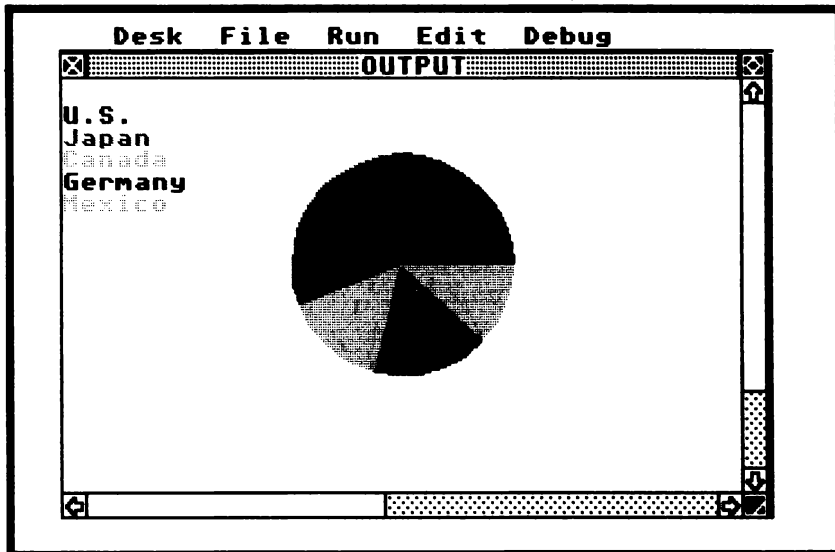 Desk File Run Edit Debug
OUTPUT
U.S.
Japan
Canada
Germany
Mexico